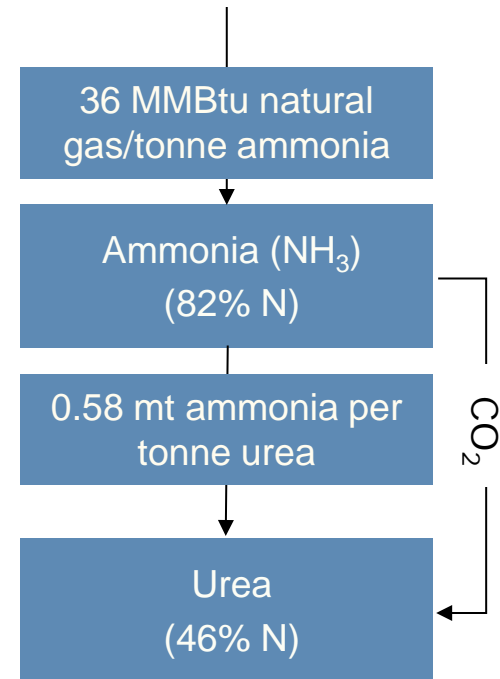 36 MMBtu natural
gas/tonne ammonia
Ammonia (NH₃)
(82% N)
CO₂
0.58 mt ammonia per
tonne urea
Urea
(46% N)